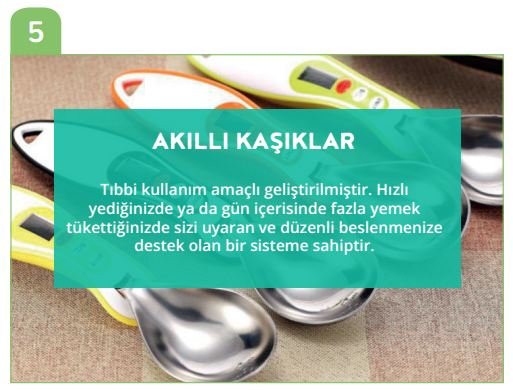 5
AKILLI KAŞIKLAR
Tıbbi kullanım amaçlı geliştirilmiştir. Hızlı
yediğinizde ya da gün içerisinde fazla yemek
tükettiğinizde sizi uyaran ve düzenli beslenmenize
destek olan bir sisteme sahiptir.